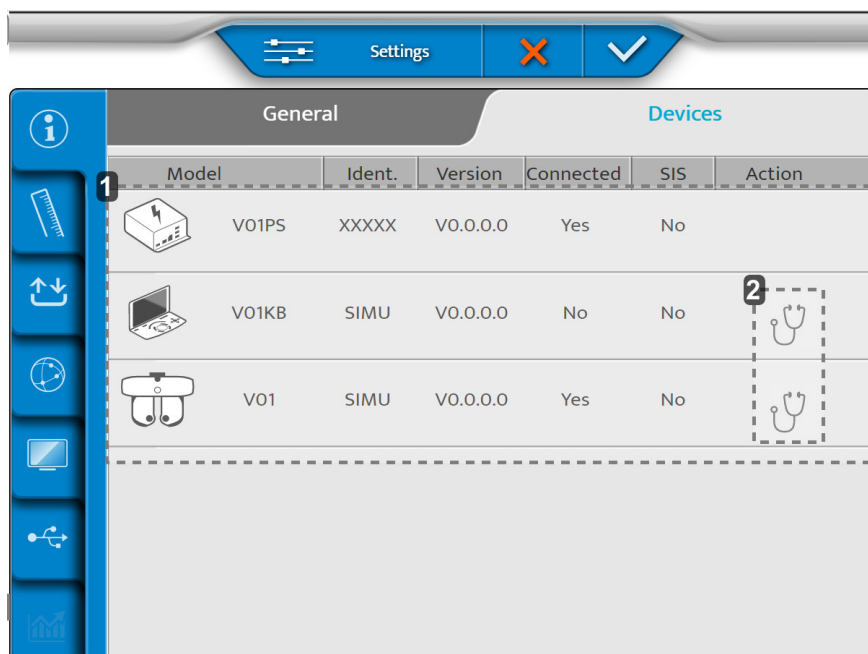 Settings
General Devices
Model Ident. Version Connected SIS Action
1
V01PS XXXXX V0.0.0.0 Yes No
2
V01KB SIMU V0.0.0.0 No No
V01 SIMU V0.0.0.0 Yes No